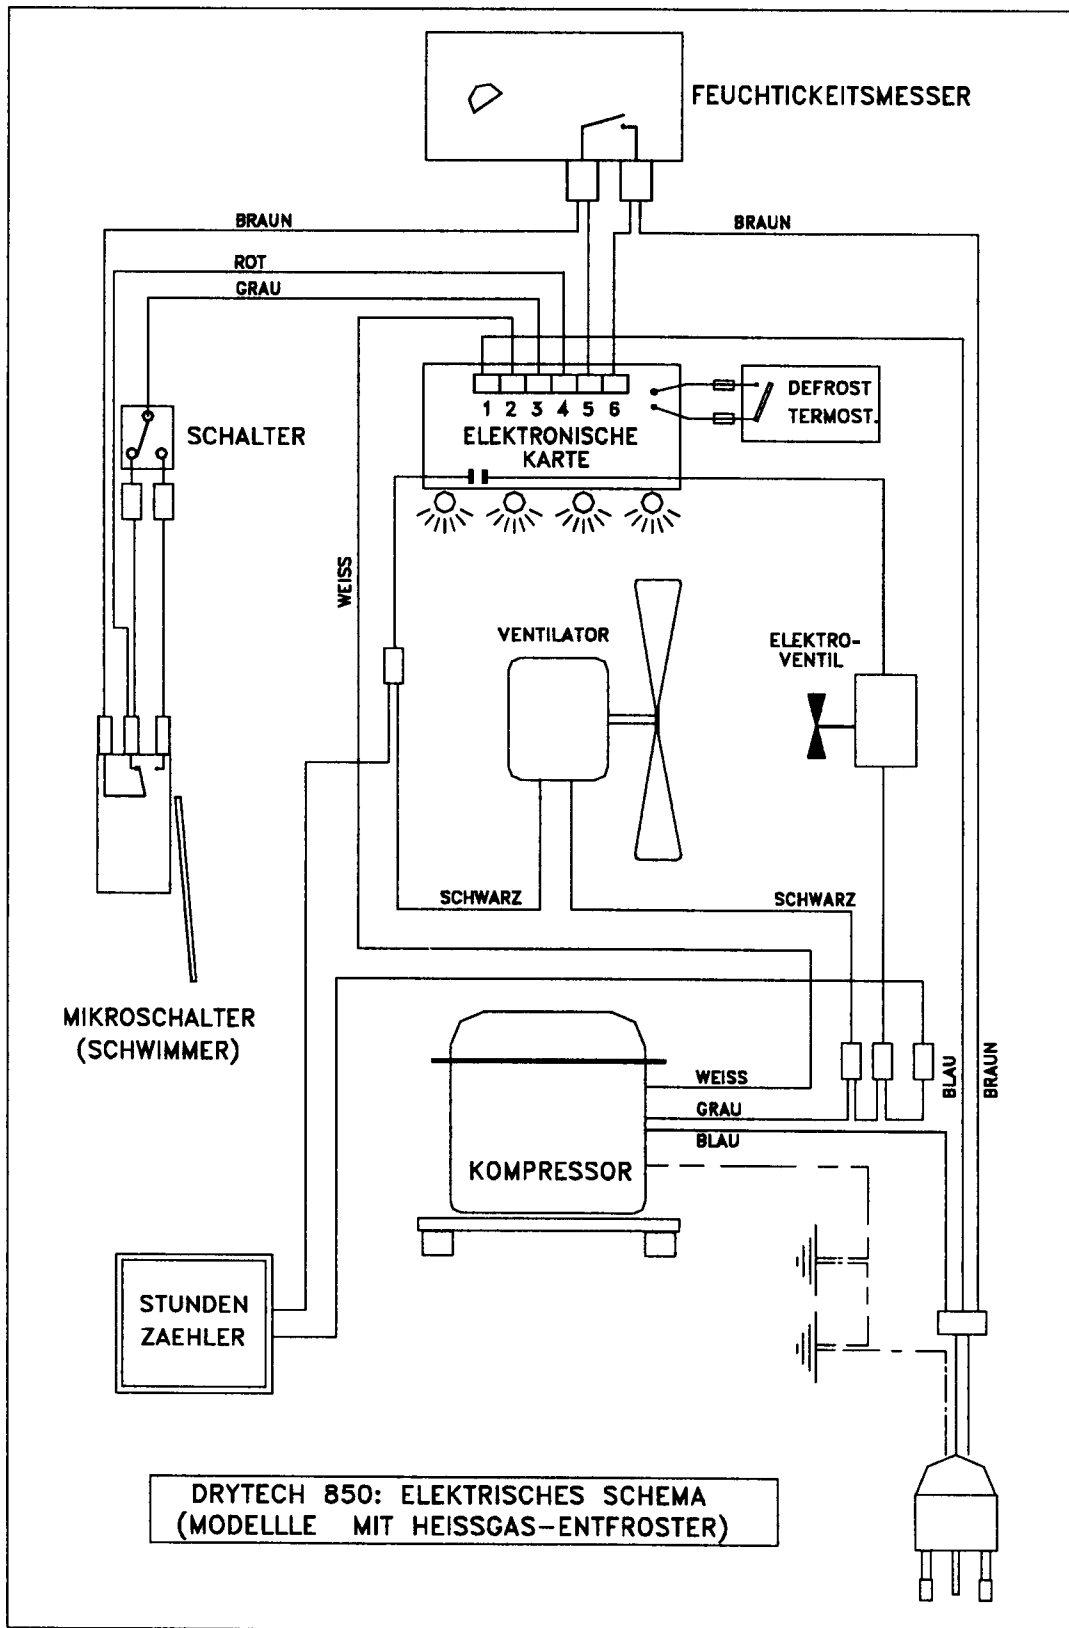 FEUCHTICKEITSMESSER
BRAUN
BRAUN
ROT
GRAU
1 2 3 4 5 6
ELEKTRONISCHE
KARTE
DEFROST
TERMOST.
SCHALTER
WEISS
VENTILATOR
ELEKTRO-
VENTIL
SCHWARZ
SCHWARZ
MIKROSCHALTER
(SCHWIMMER)
WEISS
GRAU
BLAU
BLAU
BRAUN
KOMPRESSOR
STUNDEN
ZAEHLER
DRYTECH 850: ELEKTRISCHES SCHEMA
(MODELLLE MIT HEISSGAS-ENTFROSTER)